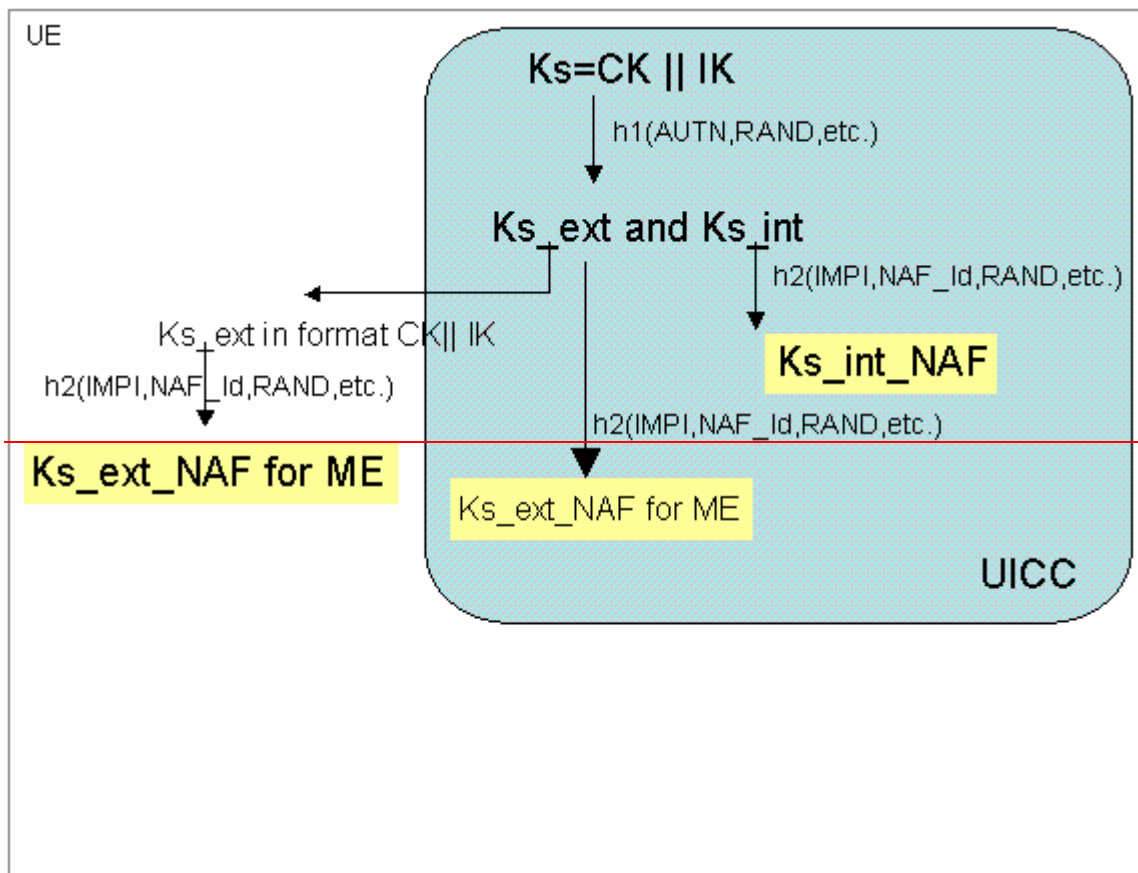 UE
Ks=CK || IK
h1(AUTN,RAND,etc.)
Ks_ext and Ks_int
h2(IMPI,NAF_Id,RAND,etc.)
Ks_ext in format CK|| IK
Ks_int_NAF
h2(IMPI,NAF_Id,RAND,etc.)
h2(IMPI,NAF_Id,RAND,etc.)
Ks_ext_NAF for ME
Ks_ext_NAF for ME
UICC